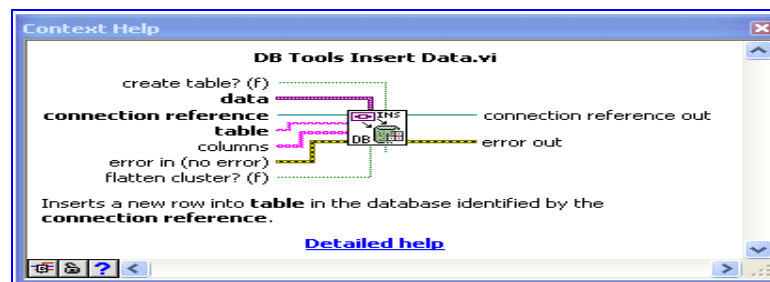 Context Help
DB Tools Insert Data.vi
create table? (f)
data
connection reference
table
columns
error in (no error)
flatten cluster? (f)
INS
DB
connection reference out
error out
Inserts a new row into table in the database identified by the
connection reference.
Detailed help
?